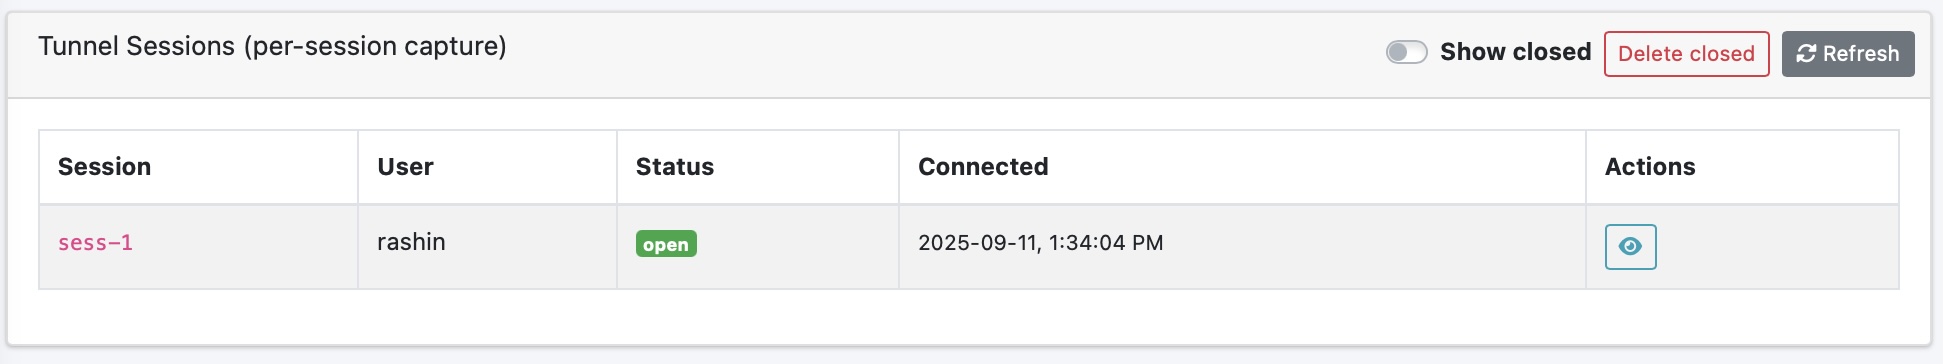 Tunnel Sessions (per-session capture)
Show closed
Delete closed
Refresh
Session User Status Connected Actions
sess-1 rashin open 2025-09-11, 1:34:04 PM